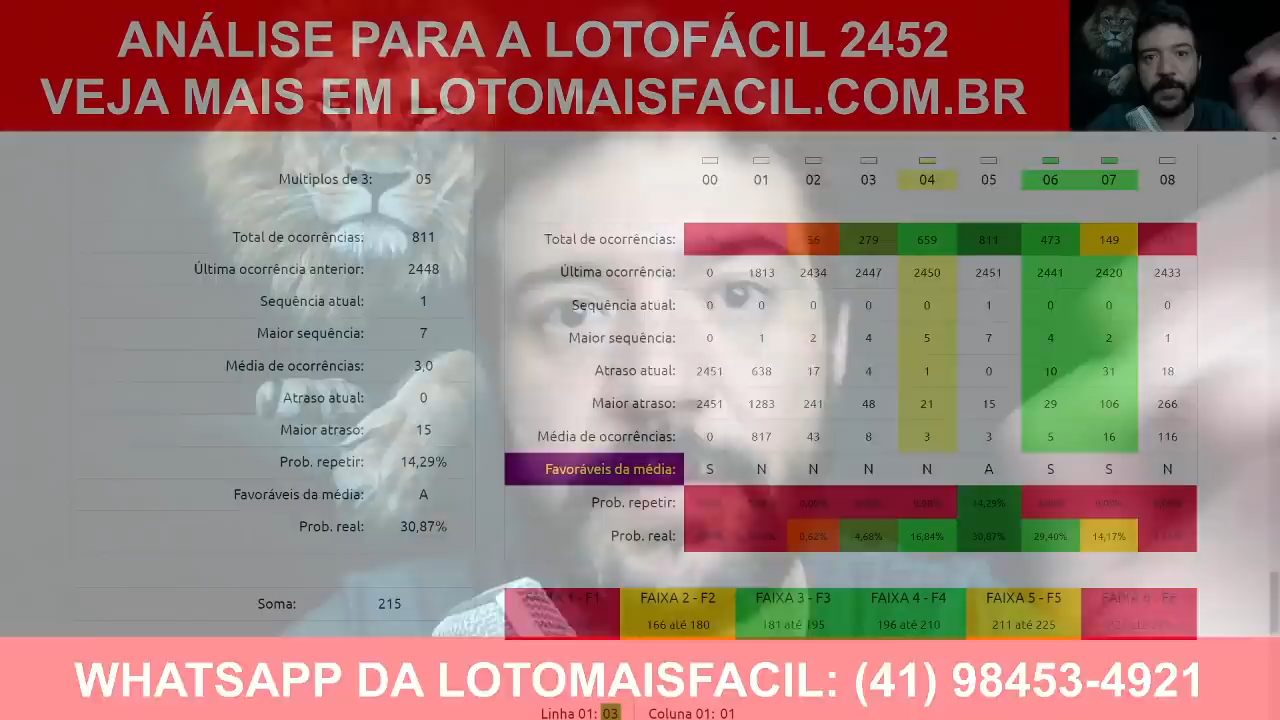 ANÁLISE PARA A LOTOFÁCIL 2452
VEJA MAIS EM LOTOMAISFACIL.COM.BR
Multiplos de 3: 05
Total de ocorrências: 811
Última ocorrência anterior: 2448
Sequência atual: 1
Maior sequência: 7
Média de ocorrências: 3,0
Atraso atual: 0
Maior atraso: 15
Prob. repetir: 14,29%
Favoráveis da média: A
Prob. real: 30,87%
Soma: 215
00 01 02 03 04 05 06 07 08
Total de ocorrências: 56 279 659 811 473 149
Última ocorrência: 0 1813 2434 2447 2450 2451 2441 2420 2433
Sequência atual: 0 0 0 0 0 1 0 0 0
Maior sequência: 0 1 2 4 5 7 4 2 1
Atraso atual: 2451 638 17 4 1 0 10 31 18
Maior atraso: 2451 1283 241 48 21 15 29 106 266
Média de ocorrências: 0 817 43 8 3 3 5 16 116
Favoráveis da média: S N N N N A S S N
Prob. repetir: 0,00% 14,29%
Prob. real: 0,62% 4,68% 16,84% 30,87% 29,40% 14,17%
FAIXA 1 - F1 FAIXA 2 - F2 FAIXA 3 - F3 FAIXA 4 - F4 FAIXA 5 - F5
166 até 180 181 até 195 196 até 210 211 até 225
WHATSAPP DA LOTOMAISFACIL: (41) 98453-4921
Linha 01: 03 Coluna 01: 01